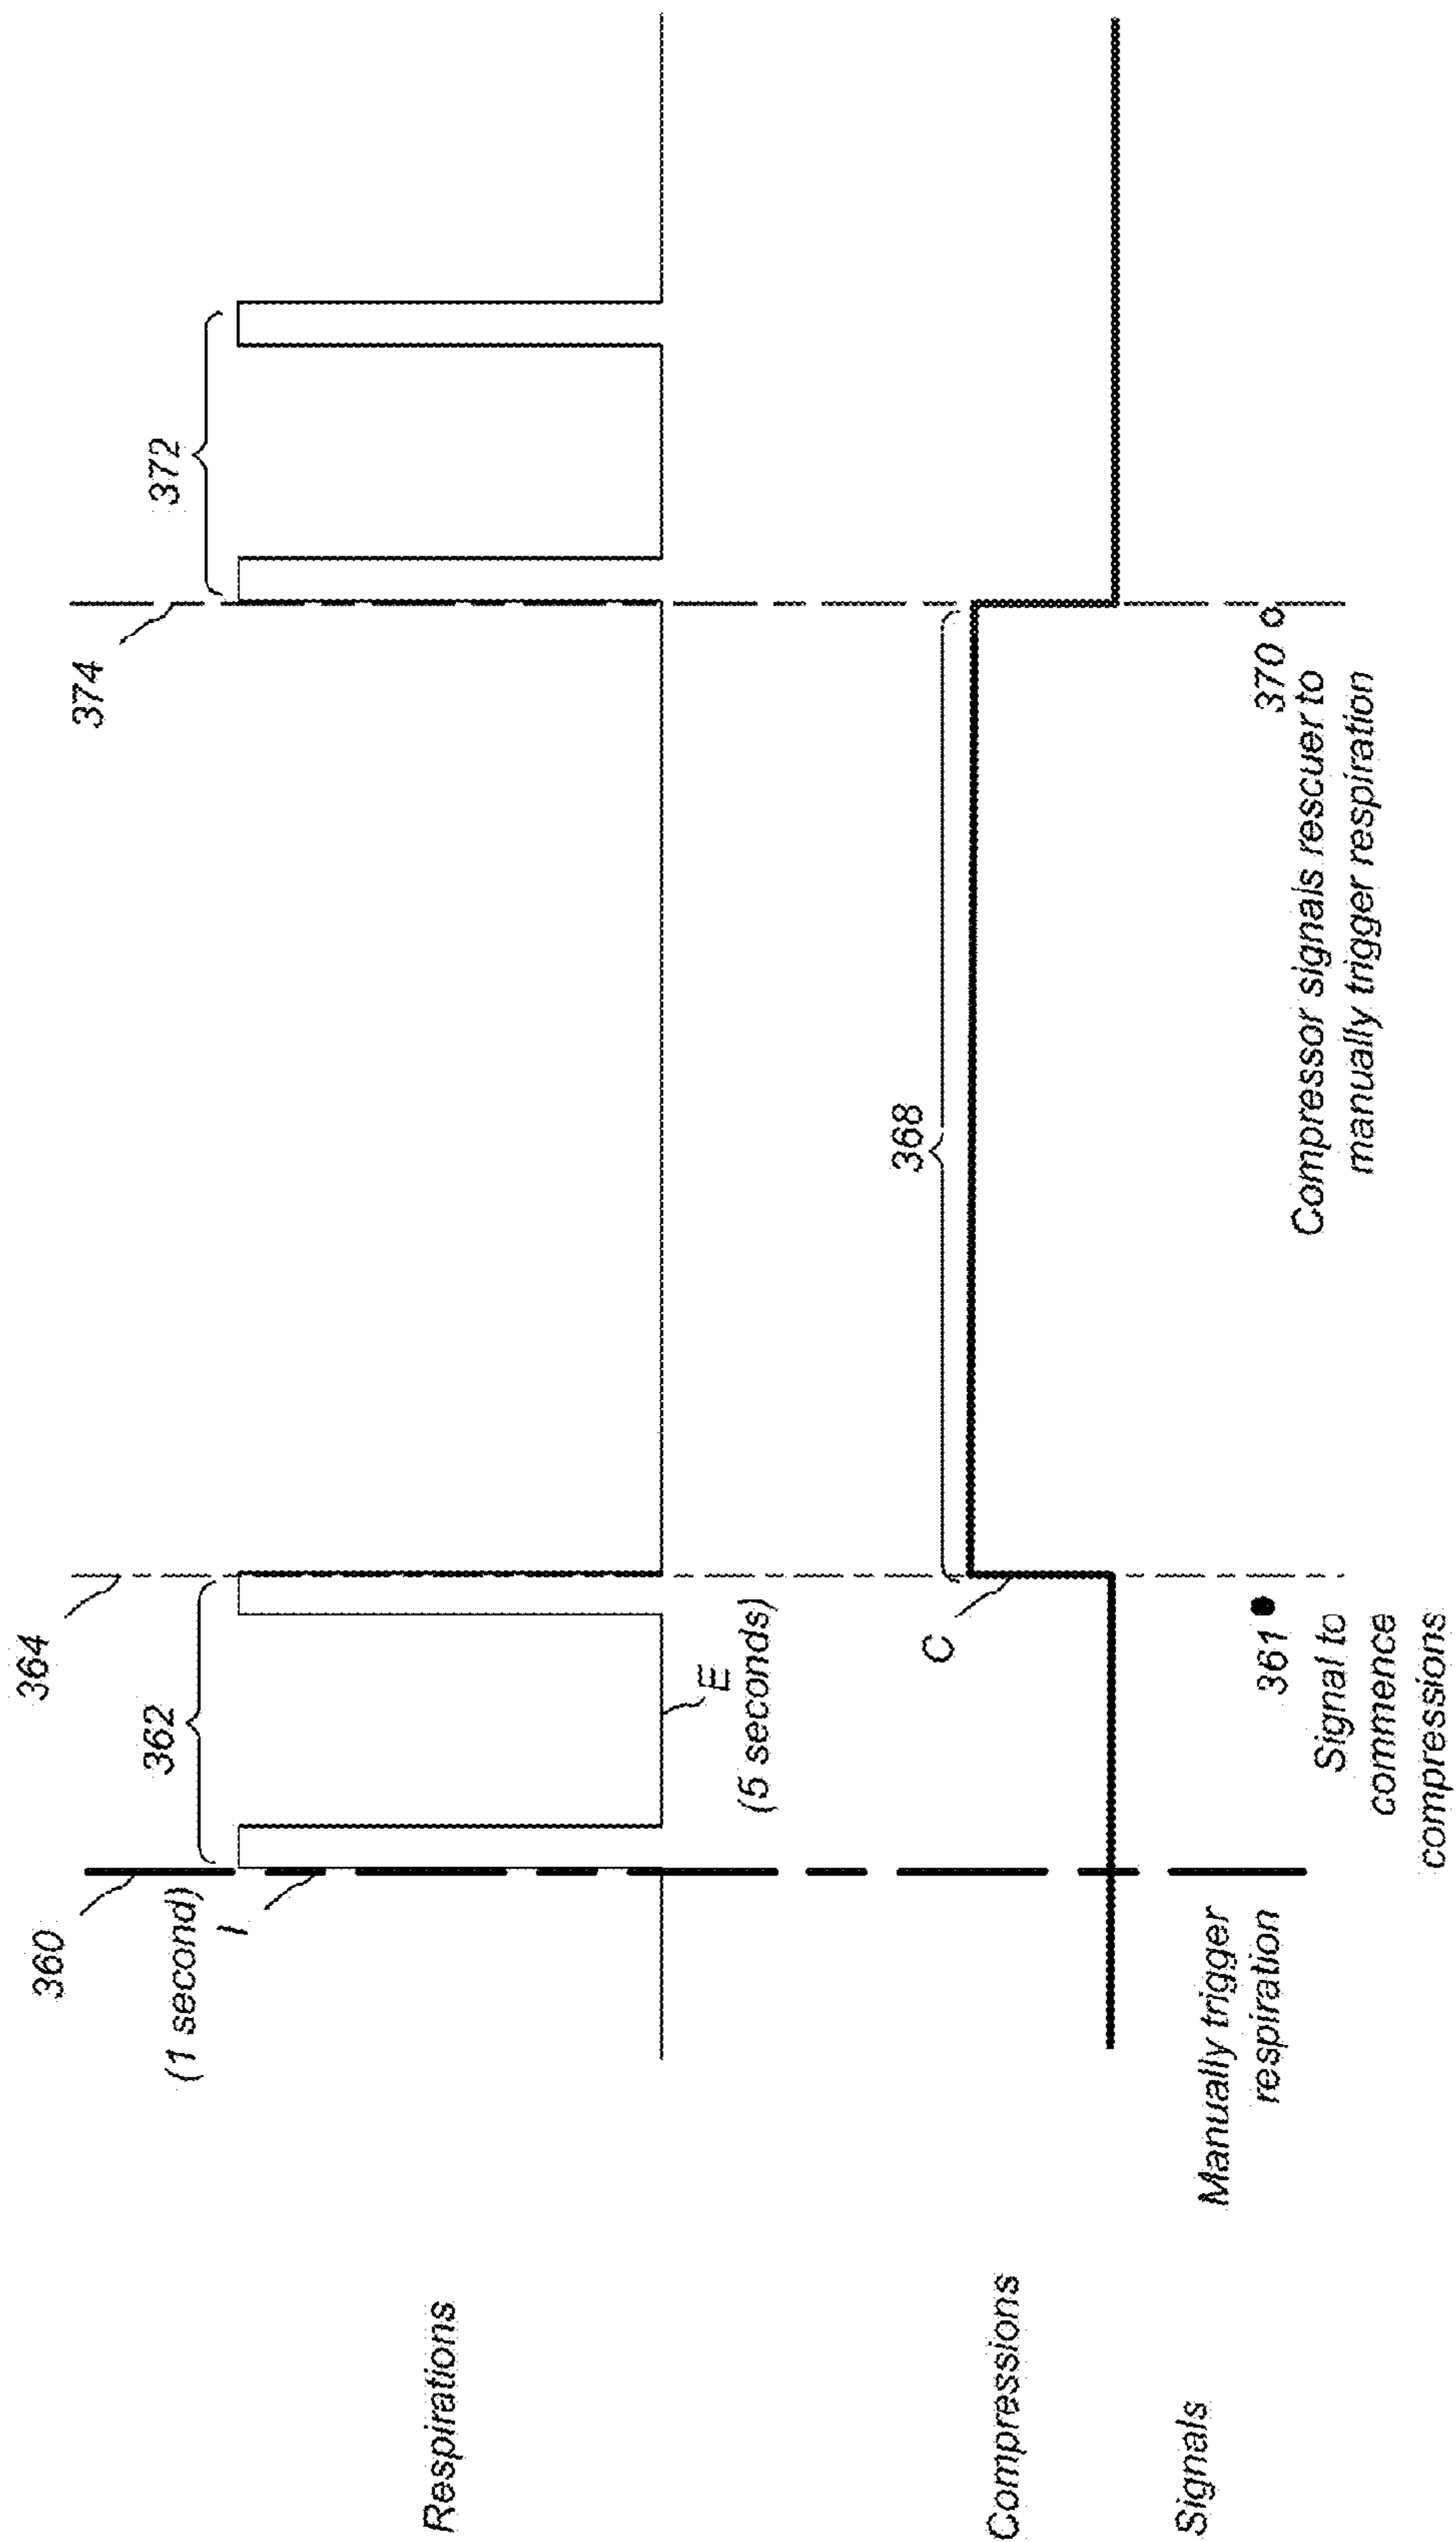 360
(1 second)
I
362
364
374
372
Respirations
E
(5 seconds)
C
368
Compressions
Signals
Manually trigger
respiration
361
Signal to
commence
compressions
370
Compressor signals rescuer to
manually trigger respiration